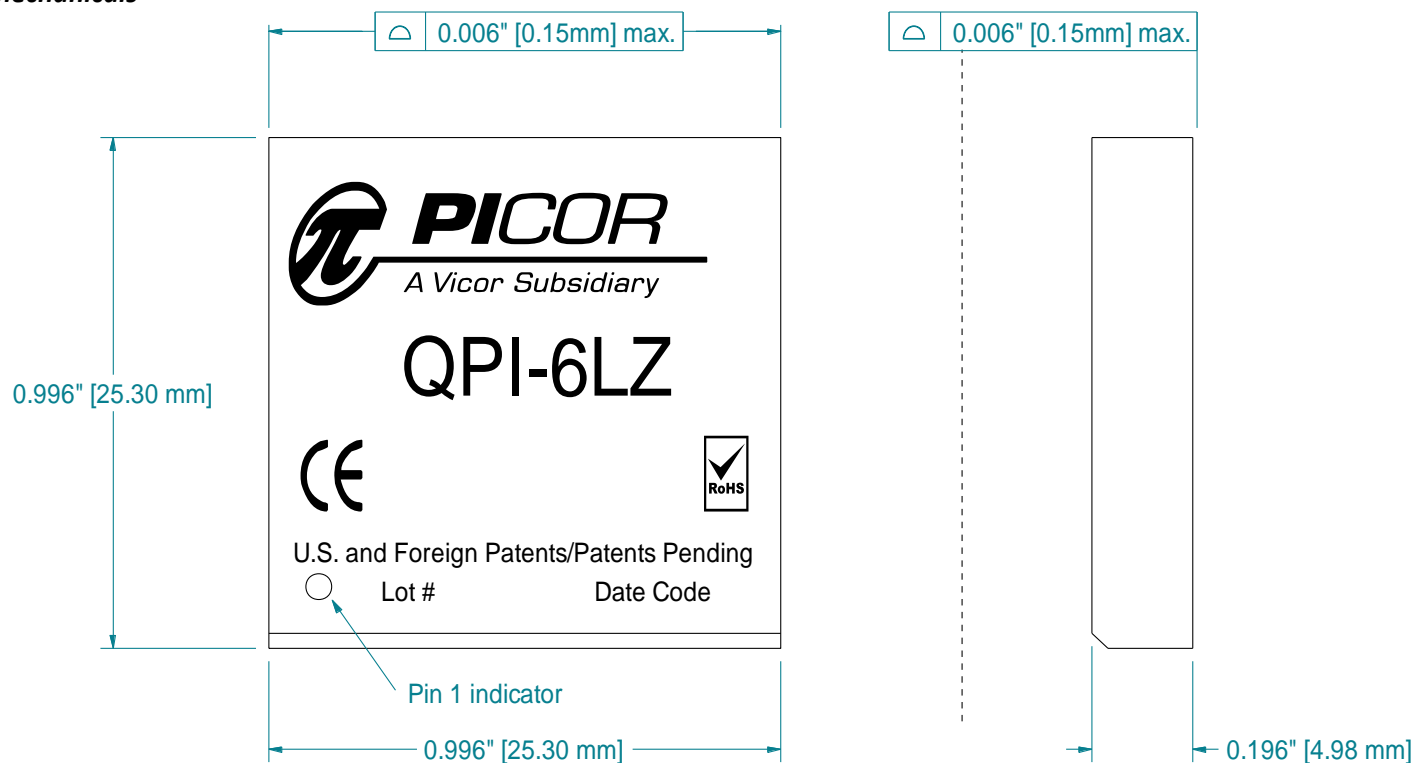 0.006" [0.15mm] max.
0.006" [0.15mm] max.
PICOR
A Vicor Subsidiary
QPI-6LZ
0.996" [25.30 mm]
CE
RoHS
U.S. and Foreign Patents/Patents Pending
Lot # Date Code
Pin 1 indicator
0.996" [25.30 mm]
0.196" [4.98 mm]